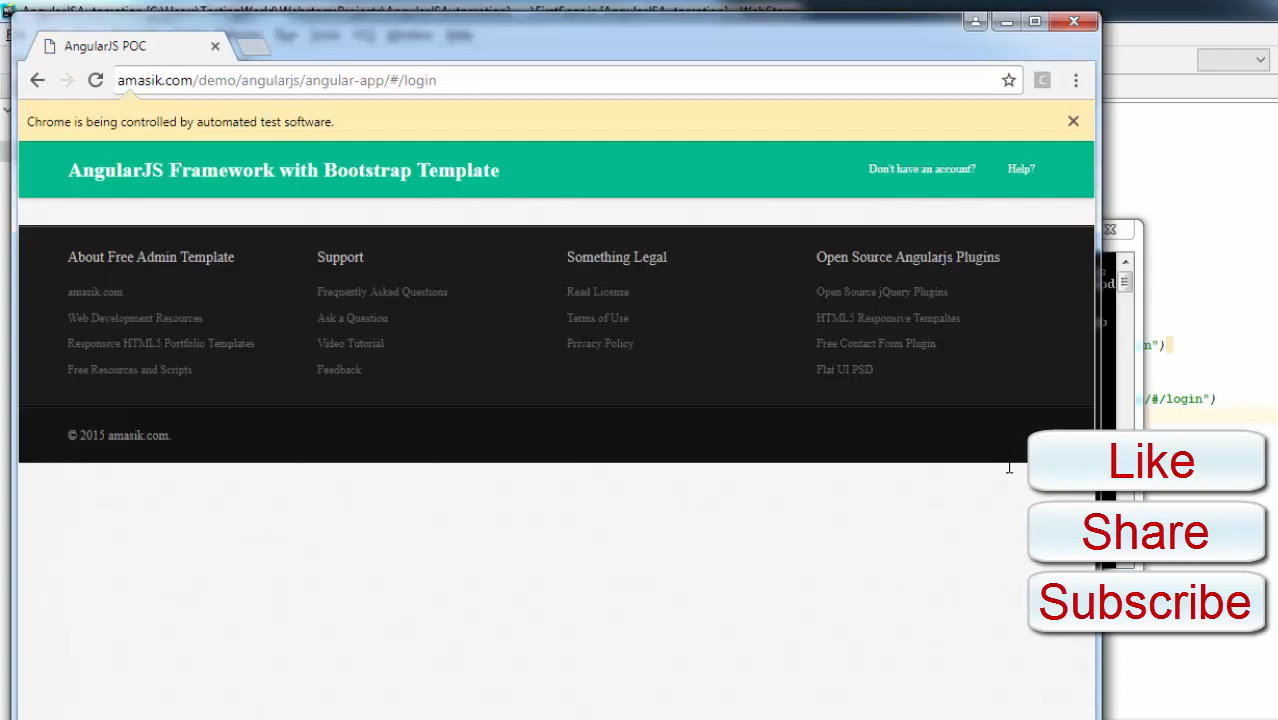 AngularJS POC
amasik.com/demo/angularjs/angular-app/#/login
C
Chrome is being controlled by automated test software.
AngularJS Framework with Bootstrap Template
Don't have an account?
Help?
About Free Admin Template
amasik.com
Web Development Resources
Responsive HTML5 Portfolio Templates
Free Resources and Scripts
Support
Frequently Asked Questions
Ask a Question
Video Tutorial
Feedback
Something Legal
Read License
Terms of Use
Privacy Policy
Open Source Angularjs Plugins
Open Source jQuery Plugins
HTML5 Responsive Tempaltes
Free Contact Form Plugin
Flat UI PSD
© 2015 amasik.com.
n")
/#/login")
Like
Share
Subscribe